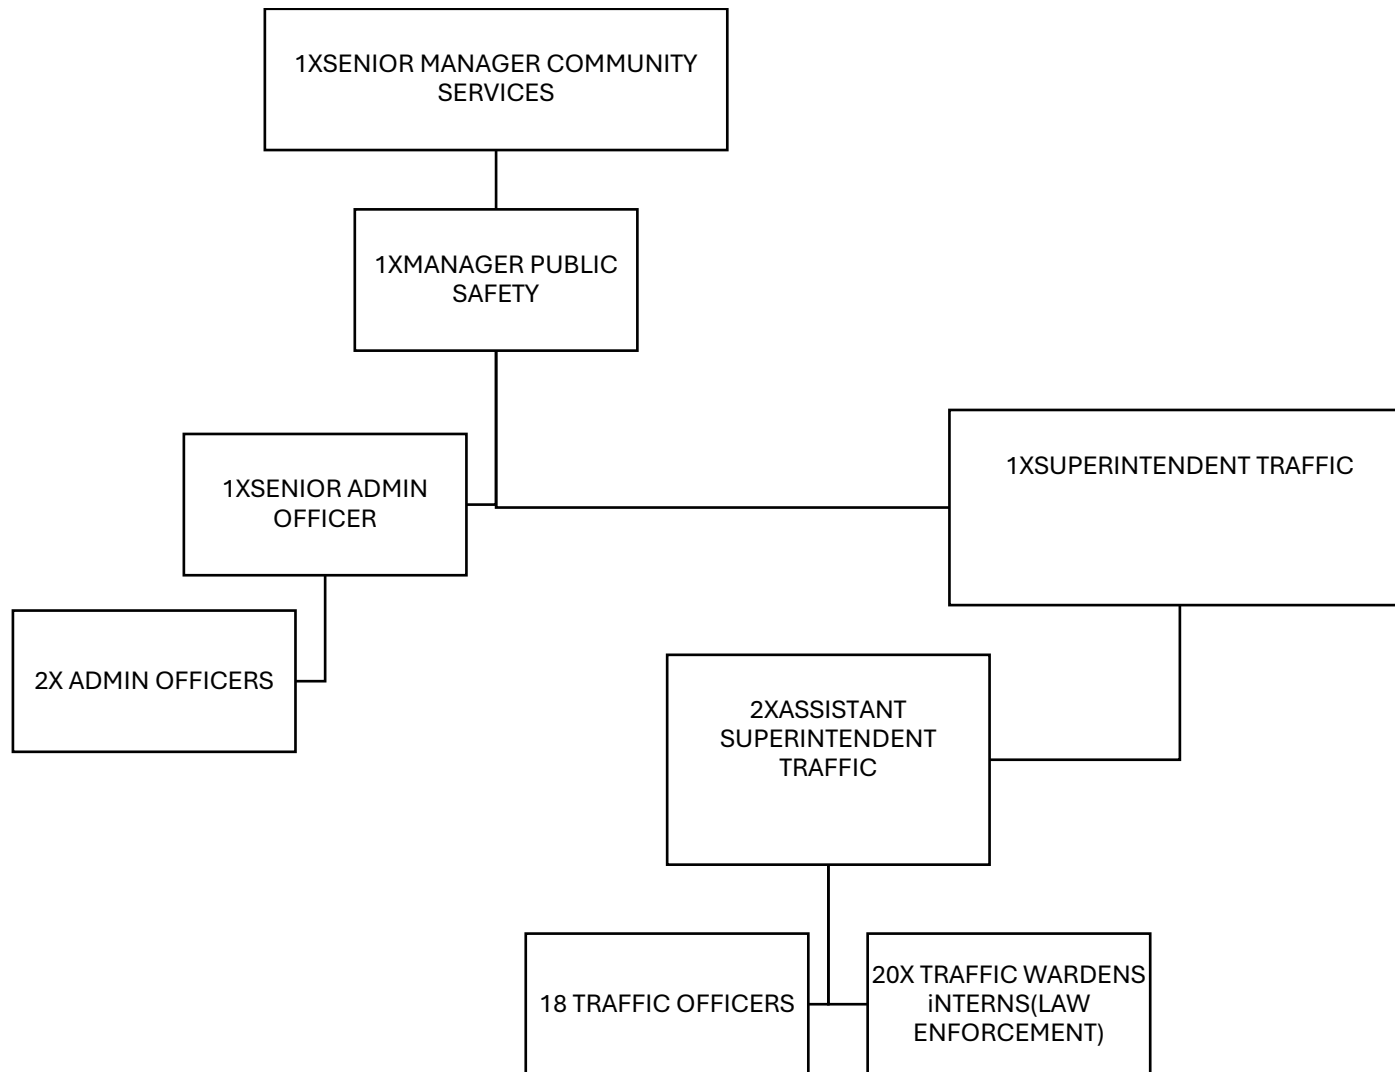 1XSENIOR MANAGER COMMUNITY
SERVICES
1XMANAGER PUBLIC
SAFETY
1XSENIOR ADMIN
OFFICER
1XSUPERINTENDENT TRAFFIC
2X ADMIN OFFICERS
2XASSISTANT
SUPERINTENDENT
TRAFFIC
18 TRAFFIC OFFICERS
20X TRAFFIC WARDENS
iNTERNS(LAW
ENFORCEMENT)